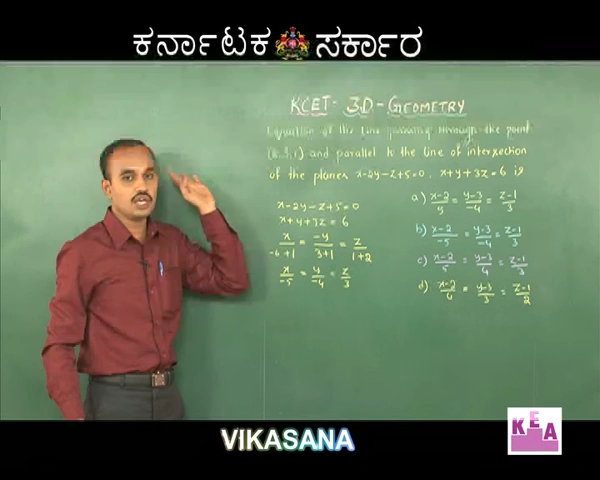 ಕರ್ನಾಟಕ ಸರ್ಕಾರ
KCET - 3D - GEOMETRY
Equation of the line passing through the point
(2,3,1) and parallel to the line of intersection
of the planes x-2y-z+5=0, x+y+3z=6 is
x-2y-z+5=0
x+y+3z=6
x/-6+1 = -y/3+1 = z/1+2
x/-5 = y/-4 = z/3
a) x-2/5 = y-3/-4 = z-1/3
b) x-2/-5 = y-3/-4 = z-1/3
c) x-2/5 = y-3/4 = z-1/3
d) x-2/4 = y-3/3 = z-1/2
KEA
VIKASANA